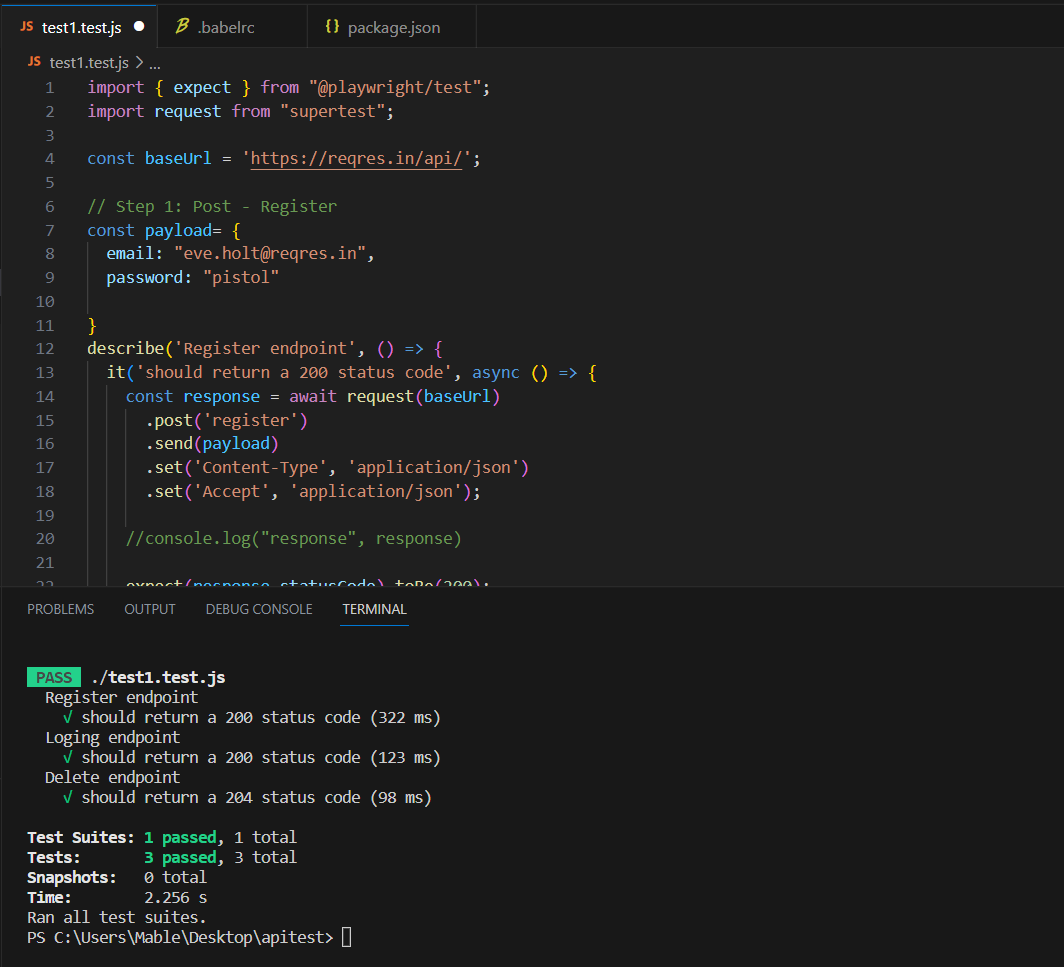 JS test1.test.js ● .babelrc {} package.json
JS test1.test.js > ...
1 import { expect } from "@playwright/test";
2 import request from "supertest";
3
4 const baseUrl = 'https://reqres.in/api/';
5
6 // Step 1: Post - Register
7 const payload= {
8 email: "eve.holt@reqres.in",
9 password: "pistol"
10
11 }
12 describe('Register endpoint', () => {
13 it('should return a 200 status code', async () => {
14 const response = await request(baseUrl)
15 .post('register')
16 .send(payload)
17 .set('Content-Type', 'application/json')
18 .set('Accept', 'application/json');
19
20 //console.log("response", response)
21
22 expect(response.statusCode).toBe(200);
PROBLEMS OUTPUT DEBUG CONSOLE TERMINAL
PASS ./test1.test.js
Register endpoint
√ should return a 200 status code (322 ms)
Loging endpoint
√ should return a 200 status code (123 ms)
Delete endpoint
√ should return a 204 status code (98 ms)
Test Suites: 1 passed, 1 total
Tests: 3 passed, 3 total
Snapshots: 0 total
Time: 2.256 s
Ran all test suites.
PS C:\Users\Mable\Desktop\apitest>